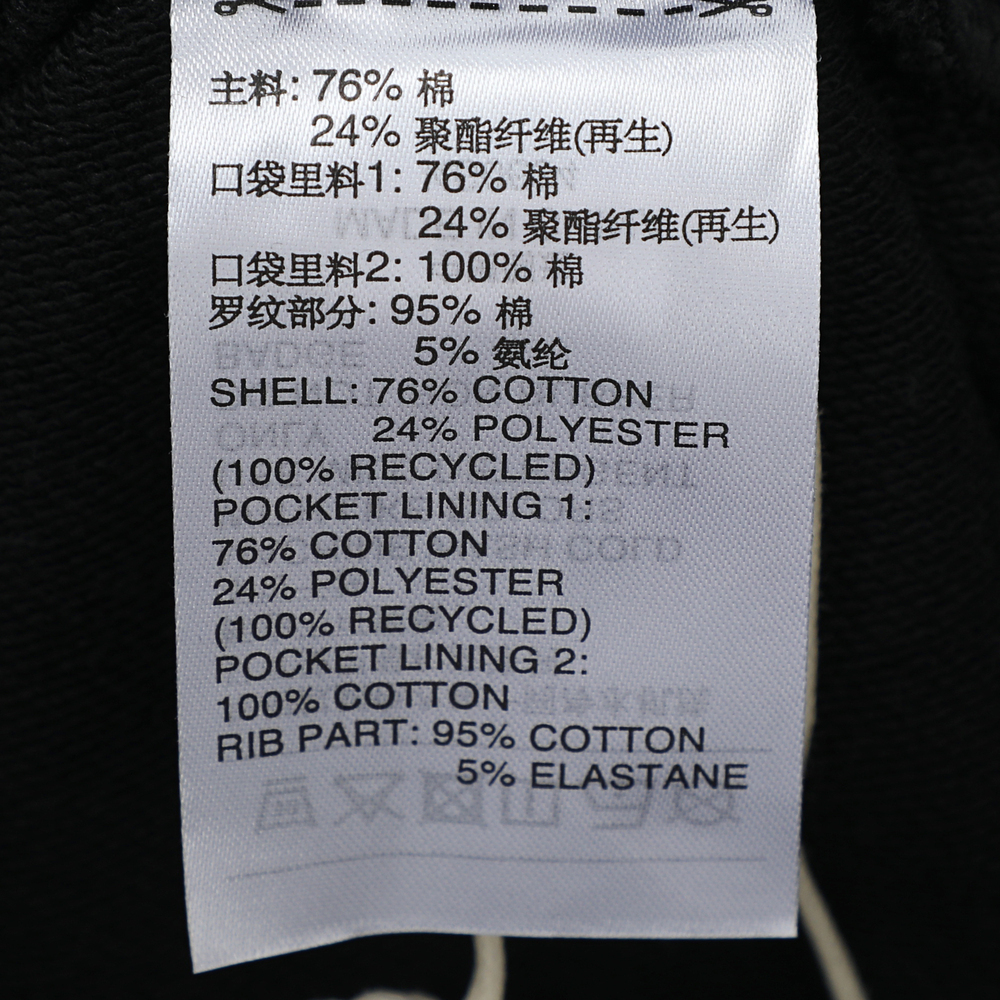 主料: 76% 棉
24% 聚酯纤维(再生)
口袋里料1: 76% 棉
24% 聚酯纤维(再生)
口袋里料2: 100% 棉
罗纹部分: 95% 棉
5% 氨纶
SHELL: 76% COTTON
24% POLYESTER
(100% RECYCLED)
POCKET LINING 1:
76% COTTON
24% POLYESTER
(100% RECYCLED)
POCKET LINING 2:
100% COTTON
RIB PART: 95% COTTON
5% ELASTANE